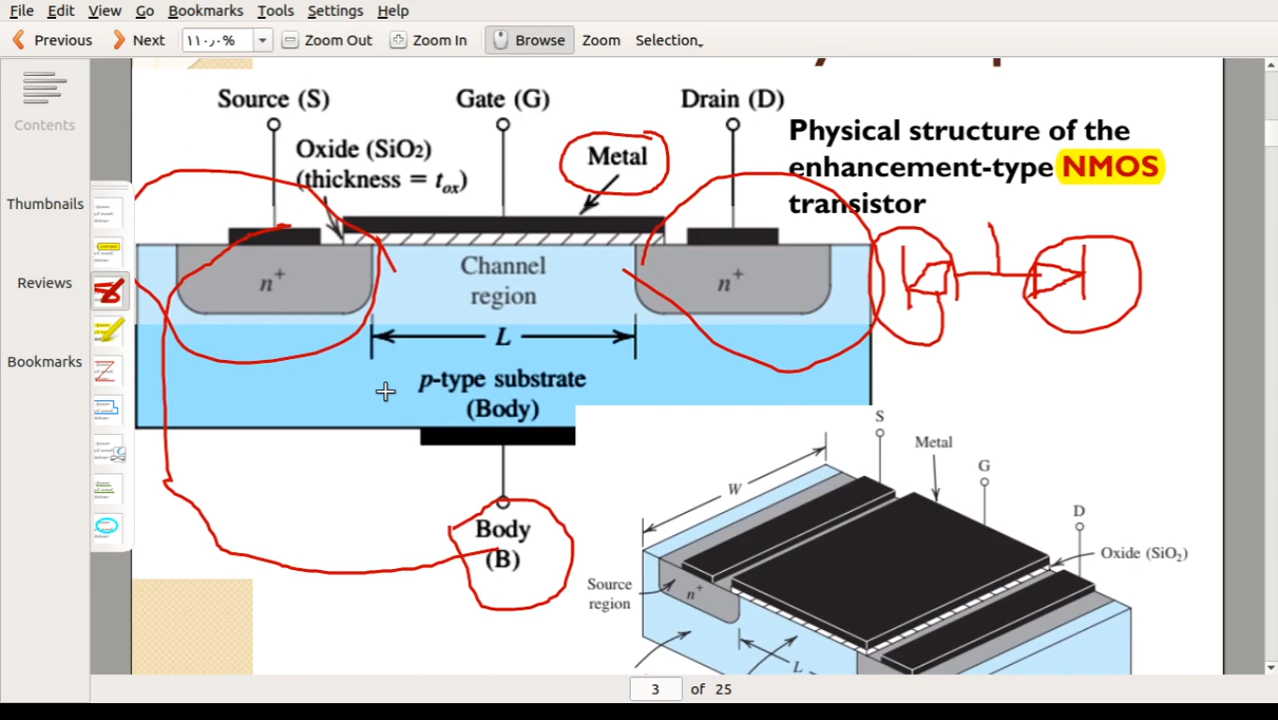 File Edit View Go Bookmarks Tools Settings Help
Previous Next ١١٠٫٠% Zoom Out Zoom In Browse Zoom Selection
Contents
Thumbnails
Reviews
Bookmarks
Source (S) Gate (G) Drain (D)
Oxide (SiO2)
(thickness = tox)
Metal
Physical structure of the
enhancement-type NMOS
transistor
n+
Channel
region
n+
L
p-type substrate
(Body)
Body
(B)
S
Metal
G
W
D
Oxide (SiO2)
Source
region
n+
L
3 of 25